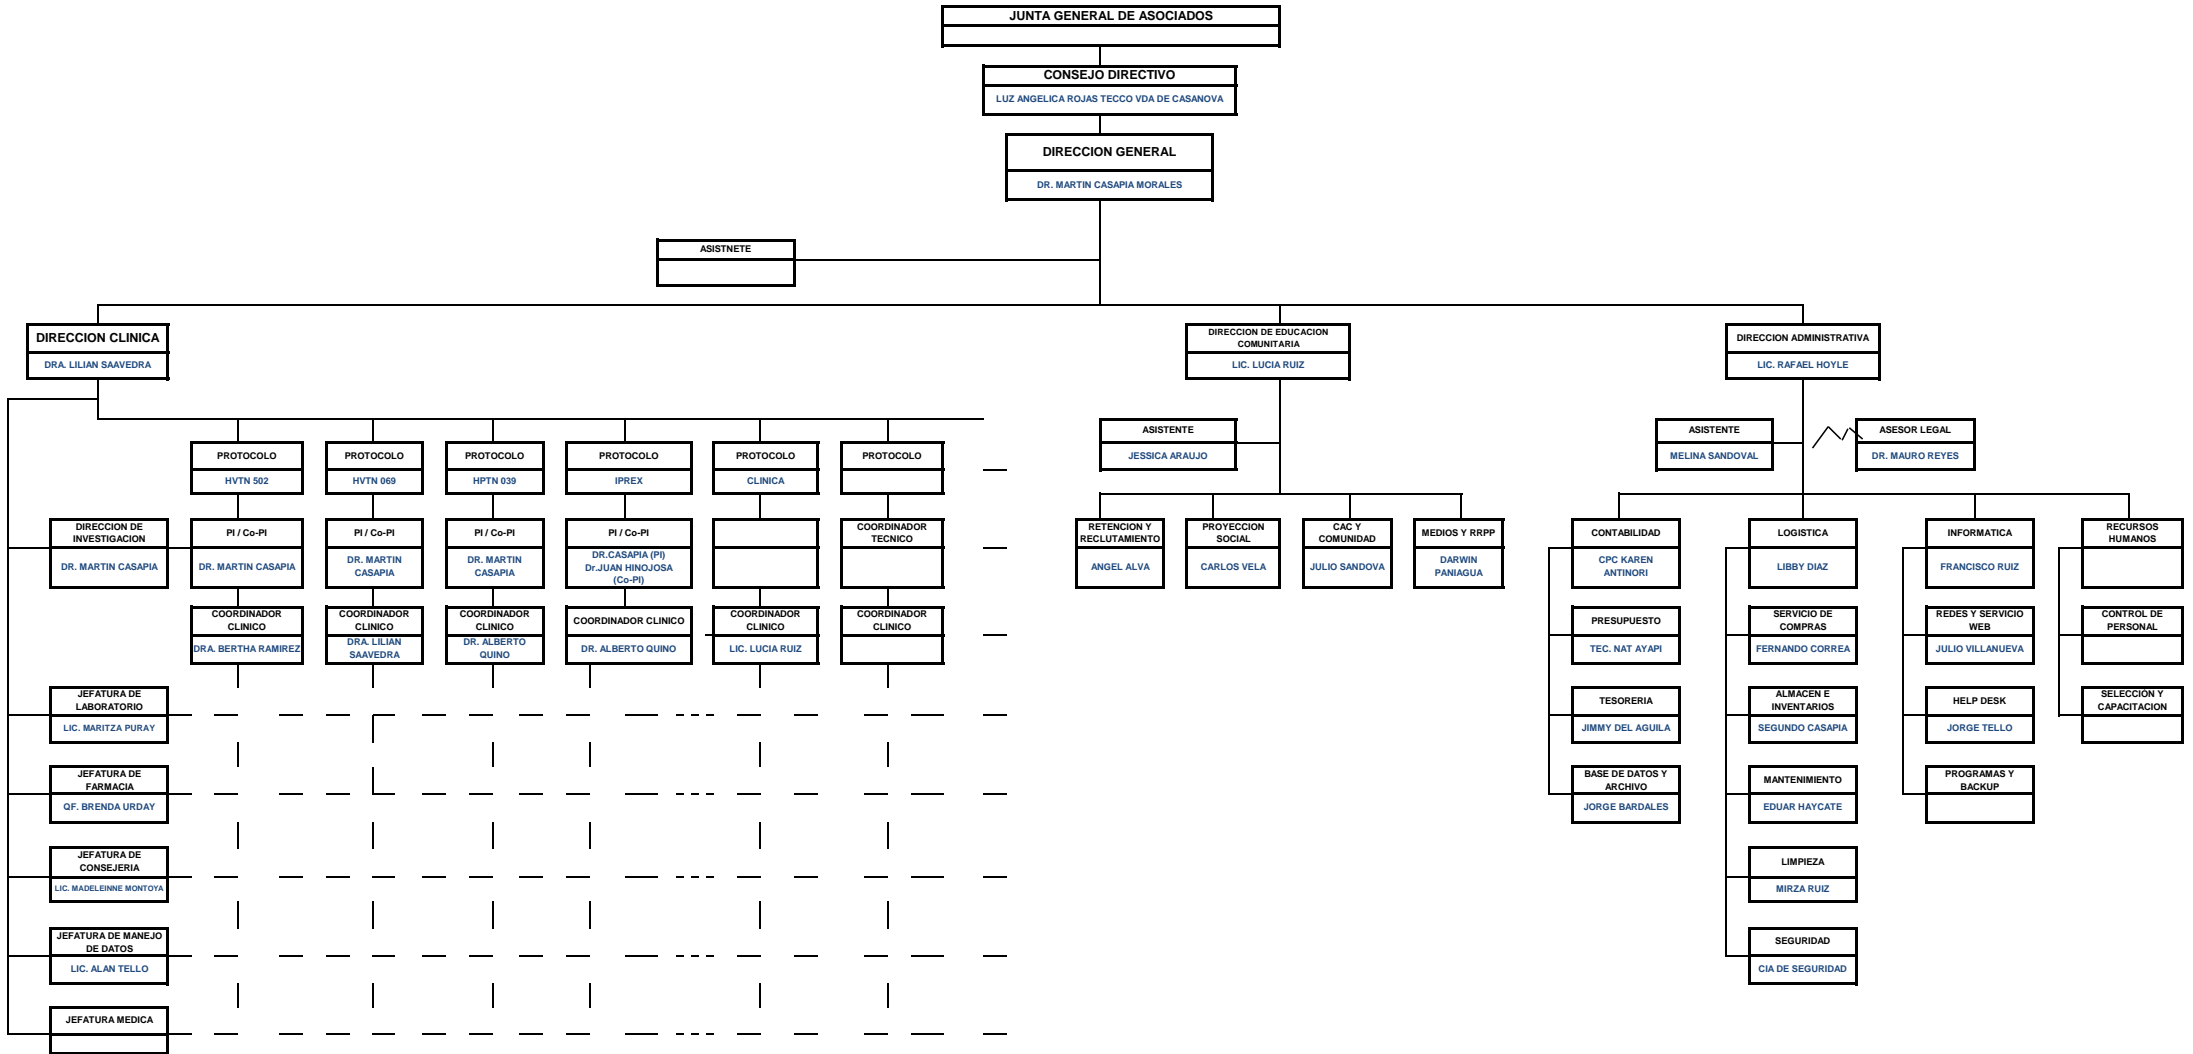 JUNTA GENERAL DE ASOCIADOS
CONSEJO DIRECTIVO
LUZ ANGELICA ROJAS TECCO VDA DE CASANOVA
DIRECCION GENERAL
DR. MARTIN CASAPIA MORALES
ASISTNETE
DIRECCION CLINICA
DRA. LILIAN SAAVEDRA
DIRECCION DE EDUCACION
COMUNITARIA
LIC. LUCIA RUIZ
DIRECCION ADMINISTRATIVA
LIC. RAFAEL HOYLE
ASISTENTE
JESSICA ARAUJO
ASISTENTE
MELINA SANDOVAL
ASESOR LEGAL
DR. MAURO REYES
PROTOCOLO
HVTN 502
PROTOCOLO
HVTN 069
PROTOCOLO
HPTN 039
PROTOCOLO
IPREX
PROTOCOLO
CLINICA
PROTOCOLO
DIRECCION DE
INVESTIGACION
DR. MARTIN CASAPIA
PI / Co-PI
DR. MARTIN CASAPIA
PI / Co-PI
DR. MARTIN
CASAPIA
PI / Co-PI
DR. MARTIN
CASAPIA
PI / Co-PI
DR.CASAPIA (PI)
Dr.JUAN HINOJOSA
(Co-PI)
COORDINADOR
TECNICO
RETENCION Y
RECLUTAMIENTO
ANGEL ALVA
PROYECCION
SOCIAL
CARLOS VELA
CAC Y
COMUNIDAD
JULIO SANDOVA
MEDIOS Y RRPP
DARWIN
PANIAGUA
CONTABILIDAD
CPC KAREN
ANTINORI
LOGISTICA
LIBBY DIAZ
INFORMATICA
FRANCISCO RUIZ
RECURSOS
HUMANOS
COORDINADOR
CLINICO
DRA. BERTHA RAMIREZ
COORDINADOR
CLINICO
DRA. LILIAN
SAAVEDRA
COORDINADOR
CLINICO
DR. ALBERTO
QUINO
COORDINADOR CLINICO
DR. ALBERTO QUINO
COORDINADOR
CLINICO
LIC. LUCIA RUIZ
COORDINADOR
CLINICO
PRESUPUESTO
TEC. NAT AYAPI
SERVICIO DE
COMPRAS
FERNANDO CORREA
REDES Y SERVICIO
WEB
JULIO VILLANUEVA
CONTROL DE
PERSONAL
JEFATURA DE
LABORATORIO
LIC. MARITZA PURAY
TESORERIA
JIMMY DEL AGUILA
ALMACEN E
INVENTARIOS
SEGUNDO CASAPIA
HELP DESK
JORGE TELLO
SELECCIÓN Y
CAPACITACION
JEFATURA DE
FARMACIA
QF. BRENDA URDAY
BASE DE DATOS Y
ARCHIVO
JORGE BARDALES
MANTENIMIENTO
EDUAR HAYCATE
PROGRAMAS Y
BACKUP
JEFATURA DE
CONSEJERIA
LIC. MADELEINNE MONTOYA
LIMPIEZA
MIRZA RUIZ
JEFATURA DE MANEJO
DE DATOS
LIC. ALAN TELLO
SEGURIDAD
CIA DE SEGURIDAD
JEFATURA MEDICA